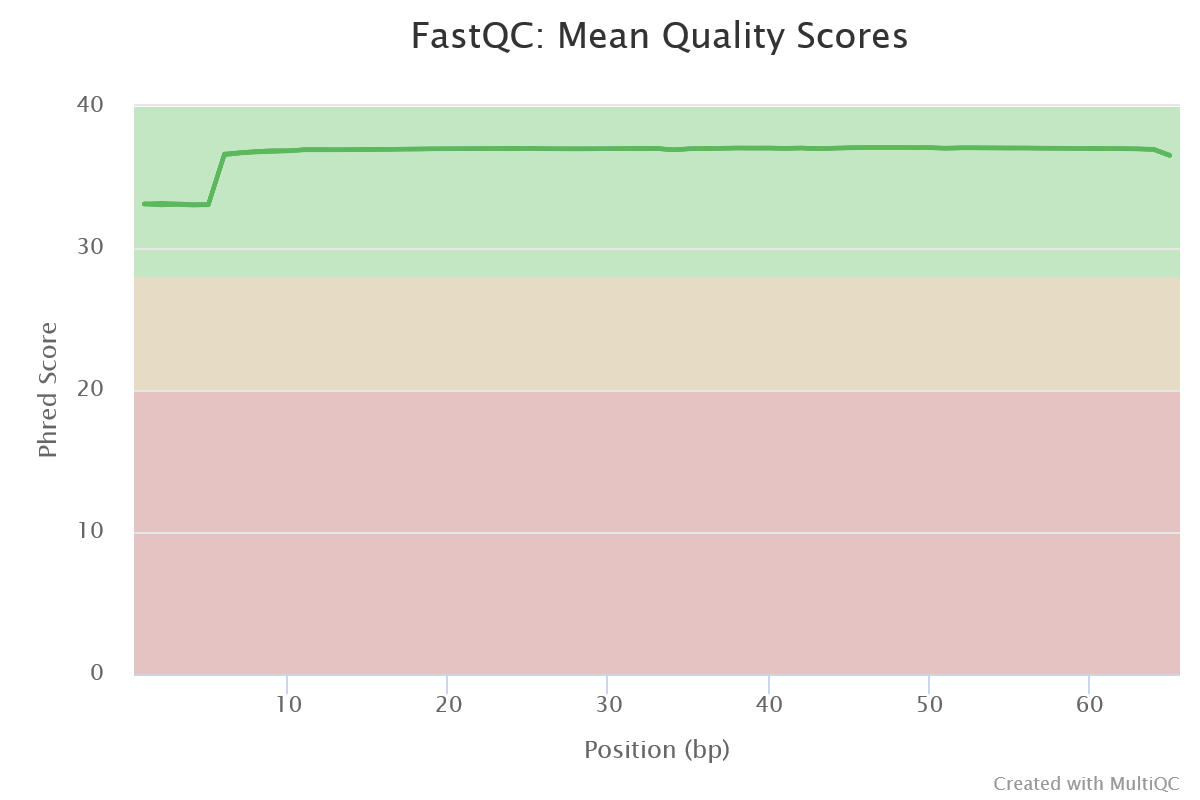 FastQC: Mean Quality Scores
40
30
20
10
0
Phred Score
10 20 30 40 50 60
Position (bp)
Created with MultiQC